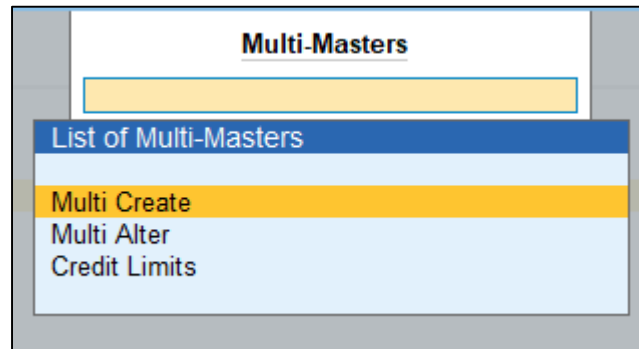 Multi-Masters
List of Multi-Masters
Multi Create
Multi Alter
Credit Limits